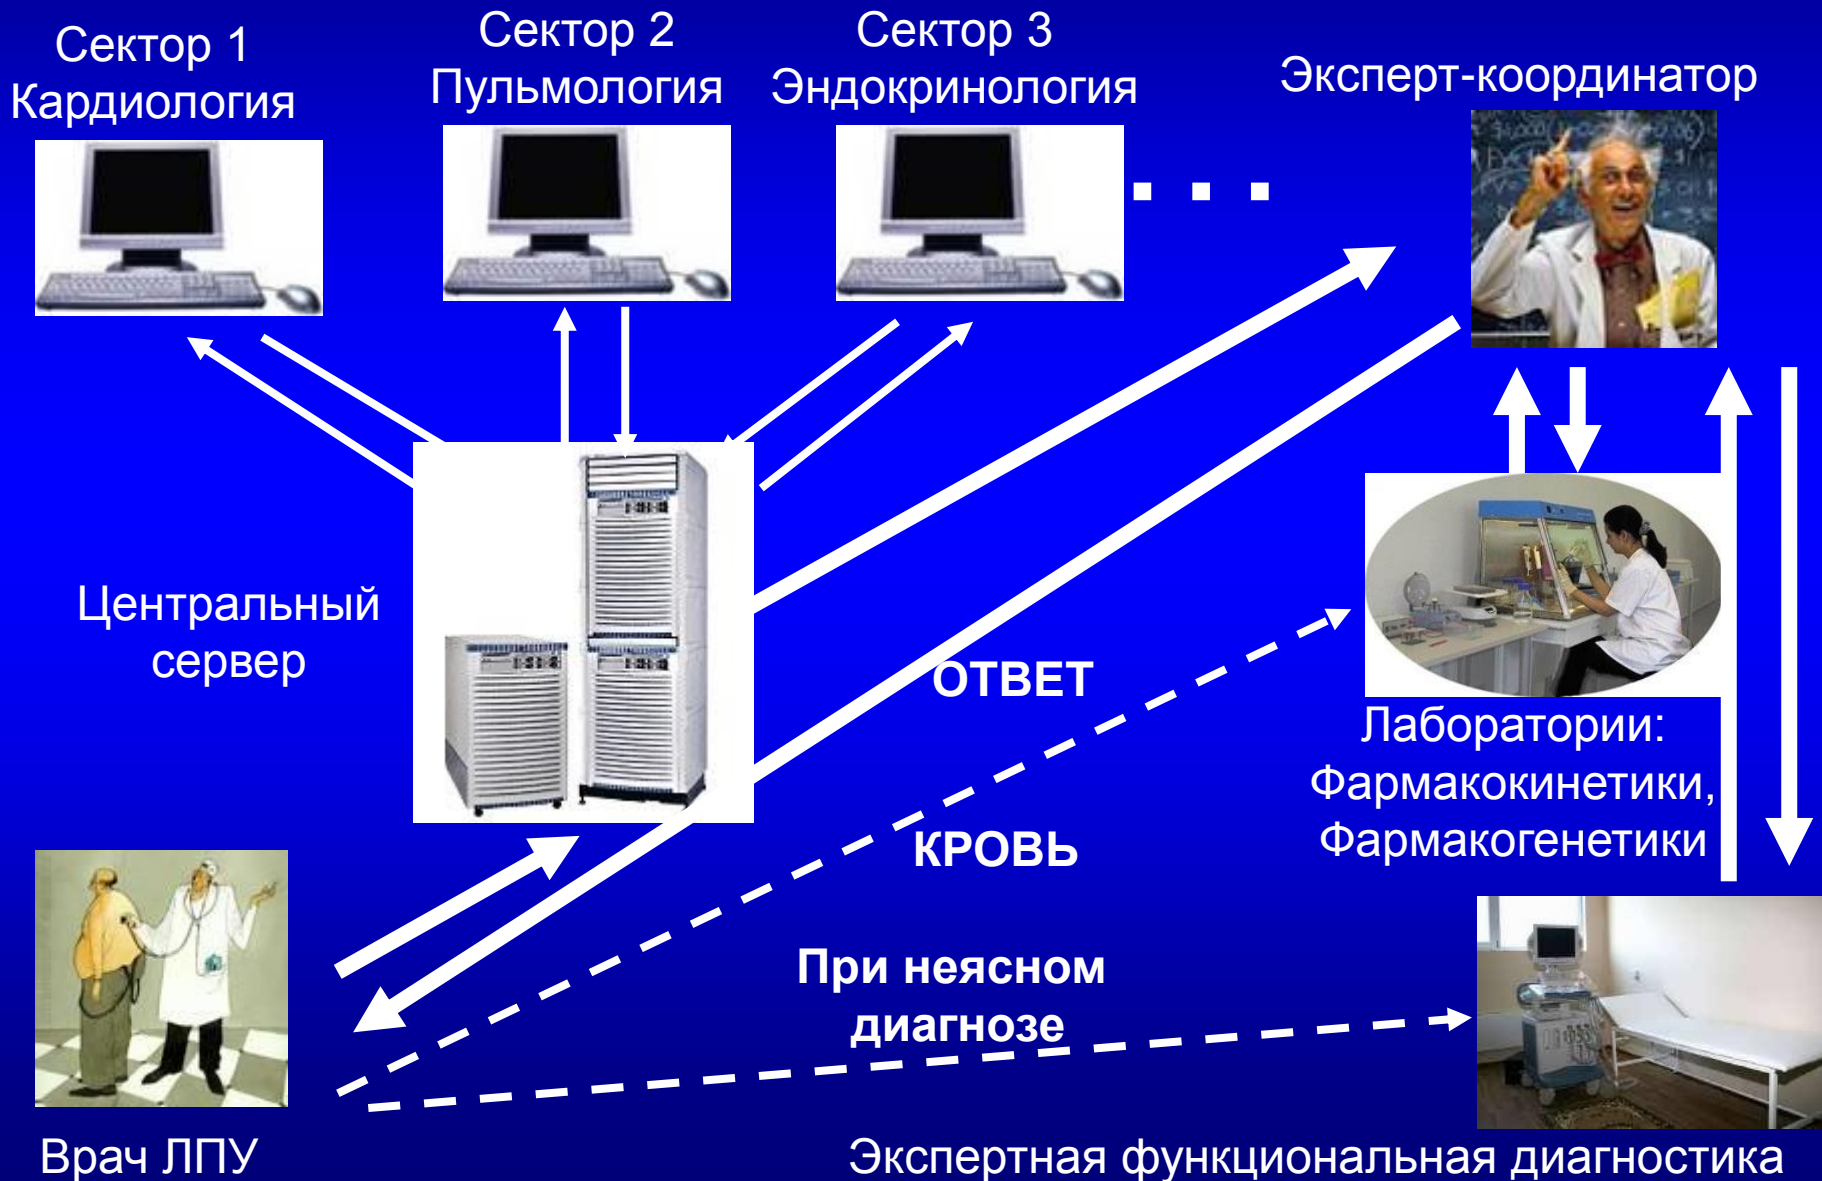 Сектор 1
Кардиология
Сектор 2
Пульмология
Сектор 3
Эндокринология
. . .
Эксперт-координатор
Центральный
сервер
ОТВЕТ
Лаборатории:
Фармакокинетики,
Фармакогенетики
КРОВЬ
При неясном
диагнозе
Врач ЛПУ
Экспертная функциональная диагностика